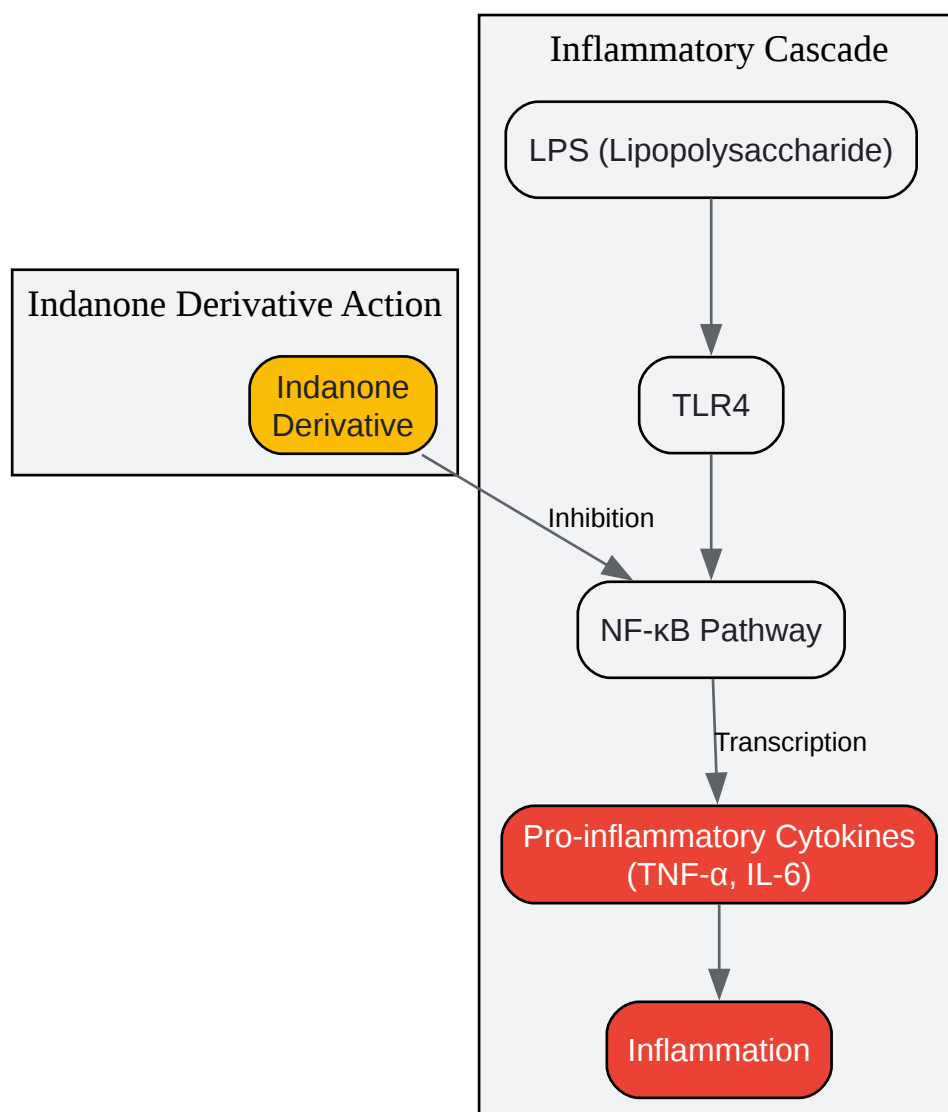 Inflammatory Cascade
LPS (Lipopolysaccharide)
Indanone Derivative Action
Indanone
Derivative
TLR4
Inhibition
NF-κB Pathway
Transcription
Pro-inflammatory Cytokines
(TNF-α, IL-6)
Inflammation